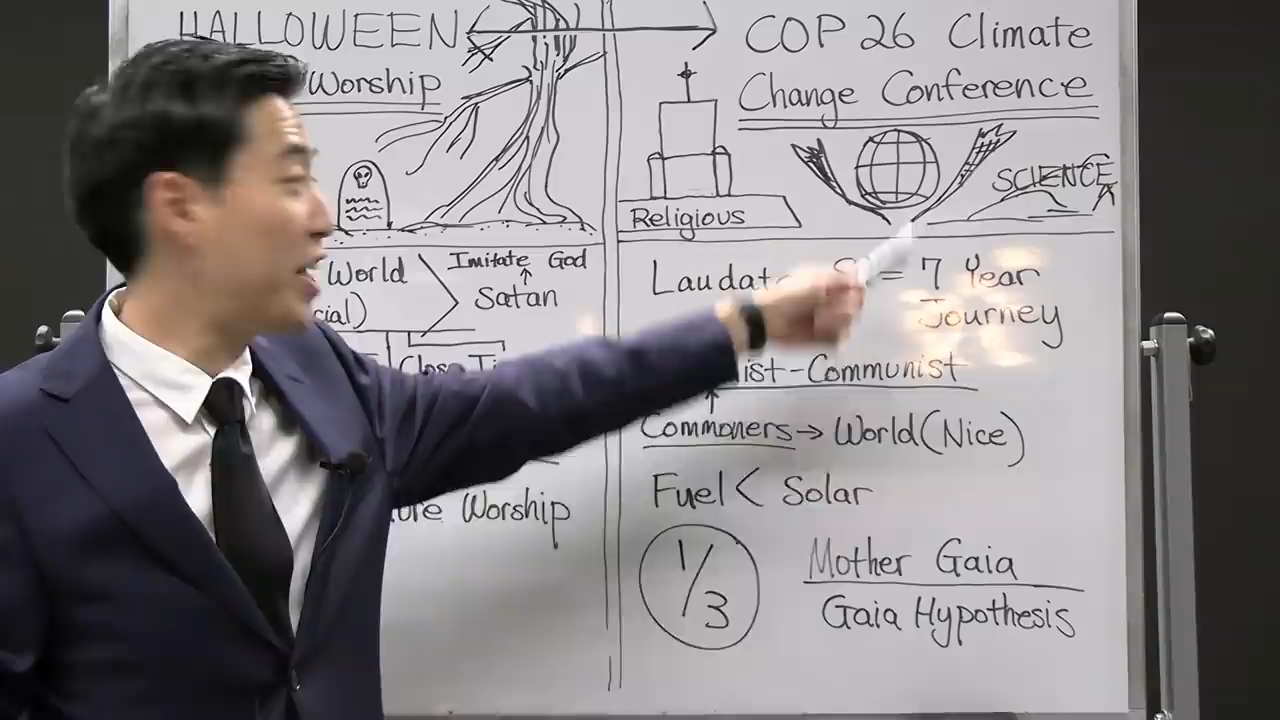 HALLOWEEN
Worship
World
cial)
Imitate God
Satan
Close
ure Worship
COP 26 Climate
Change Conference
Religious
SCIENCE
Laudat = 7 Year
Journey
ist-Communist
Commoners → World (Nice)
Fuel < Solar
1/3
Mother Gaia
Gaia Hypothesis